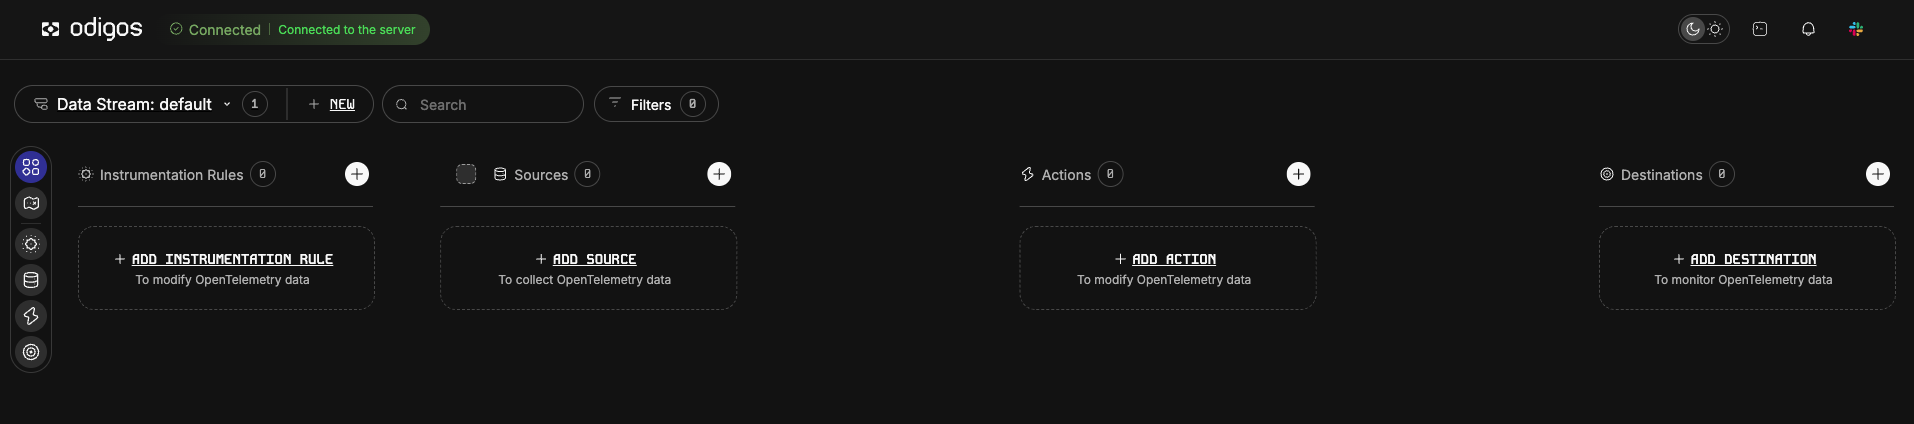 odigos
Connected | Connected to the server
Data Stream: default 1 + NEW
Search
Filters 0
Instrumentation Rules 0
Sources 0
Actions 0
Destinations 0
+ ADD INSTRUMENTATION RULE
To modify OpenTelemetry data
+ ADD SOURCE
To collect OpenTelemetry data
+ ADD ACTION
To modify OpenTelemetry data
+ ADD DESTINATION
To monitor OpenTelemetry data